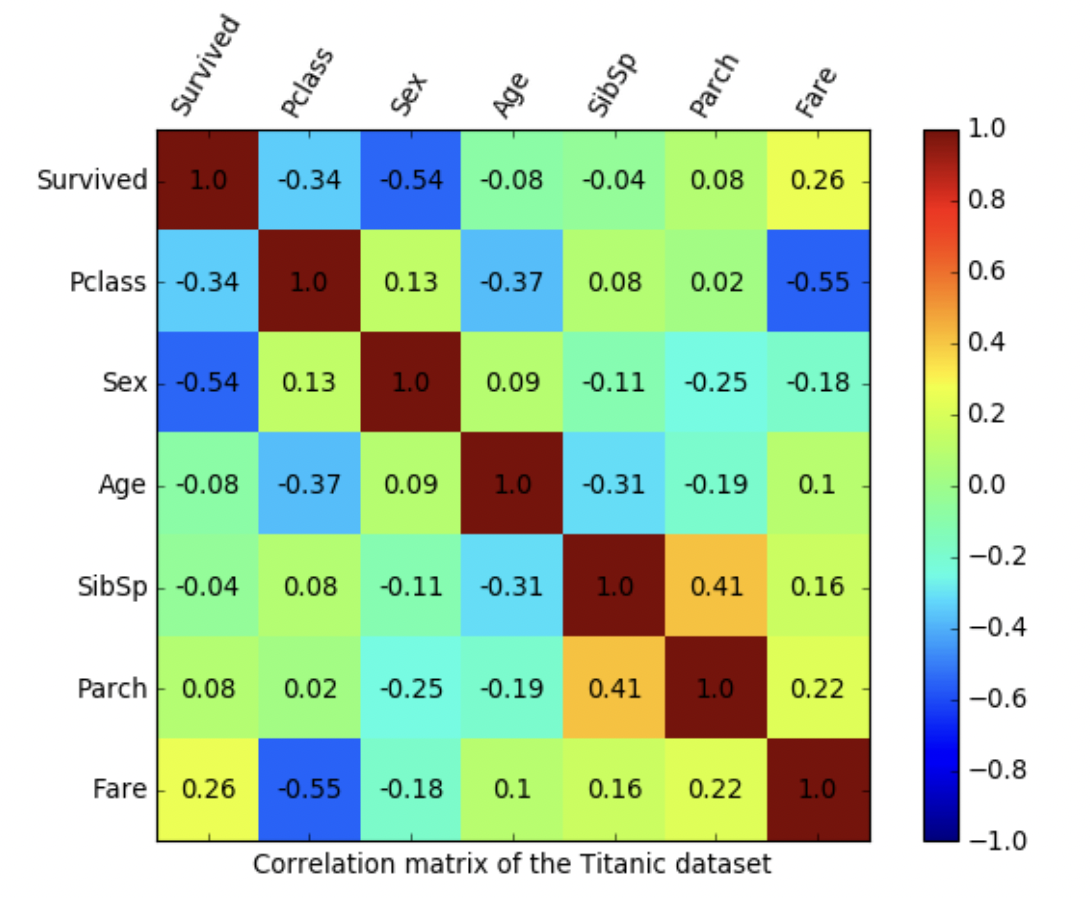 Survived Pclass Sex Age SibSp Parch Fare
Survived 1.0 -0.34 -0.54 -0.08 -0.04 0.08 0.26
Pclass -0.34 1.0 0.13 -0.37 0.08 0.02 -0.55
Sex -0.54 0.13 1.0 0.09 -0.11 -0.25 -0.18
Age -0.08 -0.37 0.09 1.0 -0.31 -0.19 0.1
SibSp -0.04 0.08 -0.11 -0.31 1.0 0.41 0.16
Parch 0.08 0.02 -0.25 -0.19 0.41 1.0 0.22
Fare 0.26 -0.55 -0.18 0.1 0.16 0.22 1.0
Correlation matrix of the Titanic dataset
1.0
0.8
0.6
0.4
0.2
0.0
−0.2
−0.4
−0.6
−0.8
−1.0